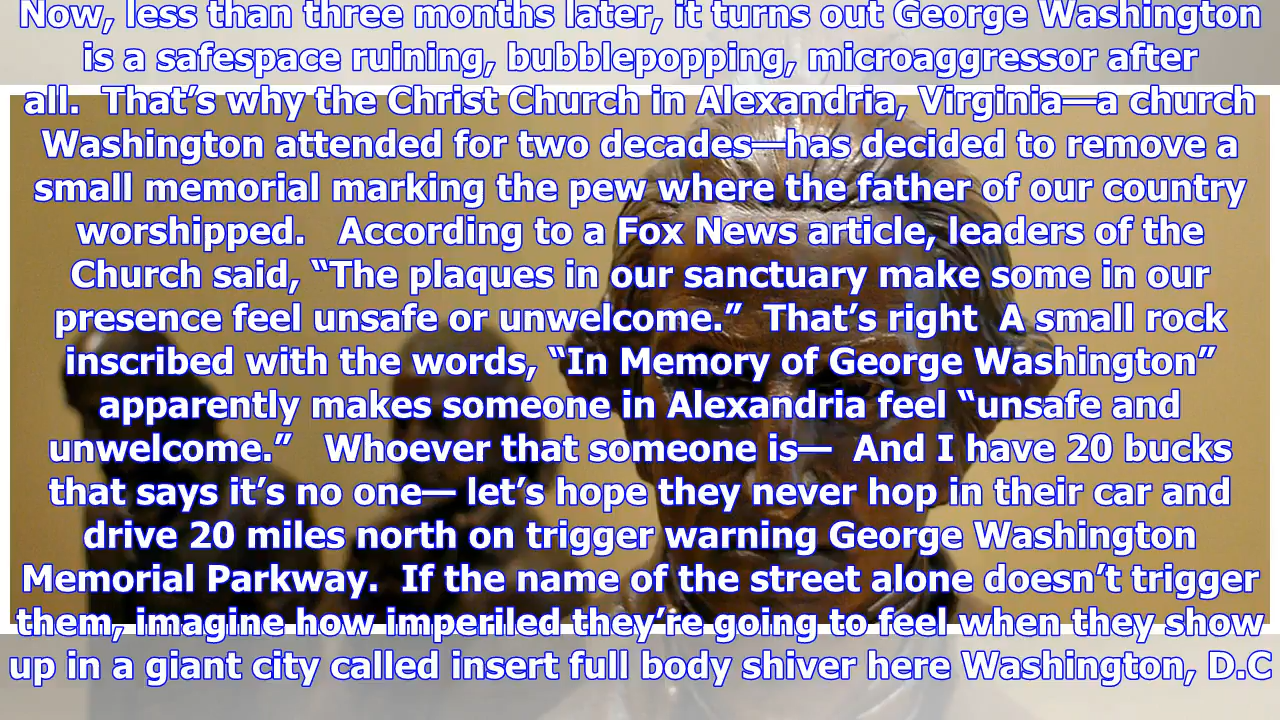 Now, less than three months later, it turns out George Washington
is a safespace ruining, bubblepopping, microaggressor after
all.  That’s why the Christ Church in Alexandria, Virginia—a church
Washington attended for two decades—has decided to remove a
small memorial marking the pew where the father of our country
worshipped.   According to a Fox News article, leaders of the
Church said, “The plaques in our sanctuary make some in our
presence feel unsafe or unwelcome.”  That’s right  A small rock
inscribed with the words, “In Memory of George Washington”
apparently makes someone in Alexandria feel “unsafe and
unwelcome.”   Whoever that someone is—  And I have 20 bucks
that says it’s no one— let’s hope they never hop in their car and
drive 20 miles north on trigger warning George Washington
Memorial Parkway.  If the name of the street alone doesn’t trigger
them, imagine how imperiled they’re going to feel when they show
up in a giant city called insert full body shiver here Washington, D.C